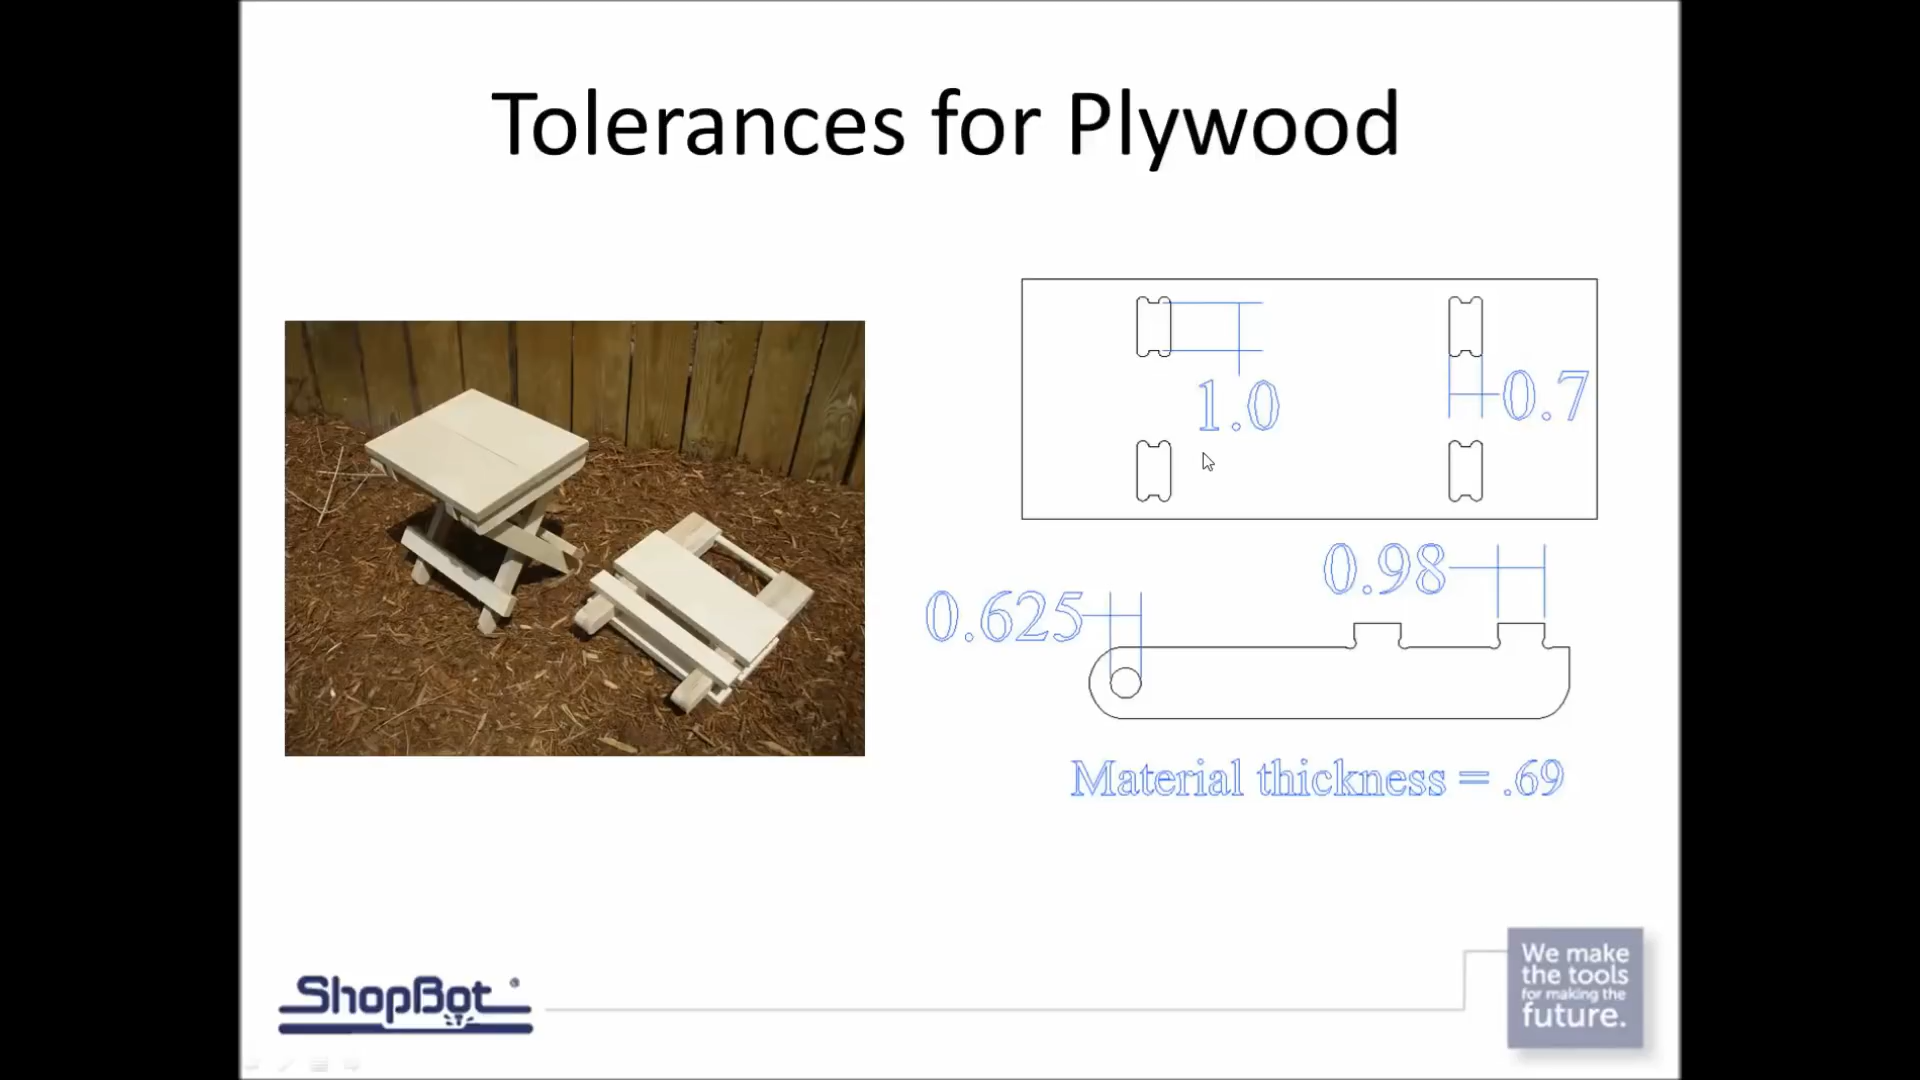 Tolerances for Plywood
1.0
0.7
0.98
0.625
Material thickness = .69
ShopBot
We make
the tools
for making the
future.